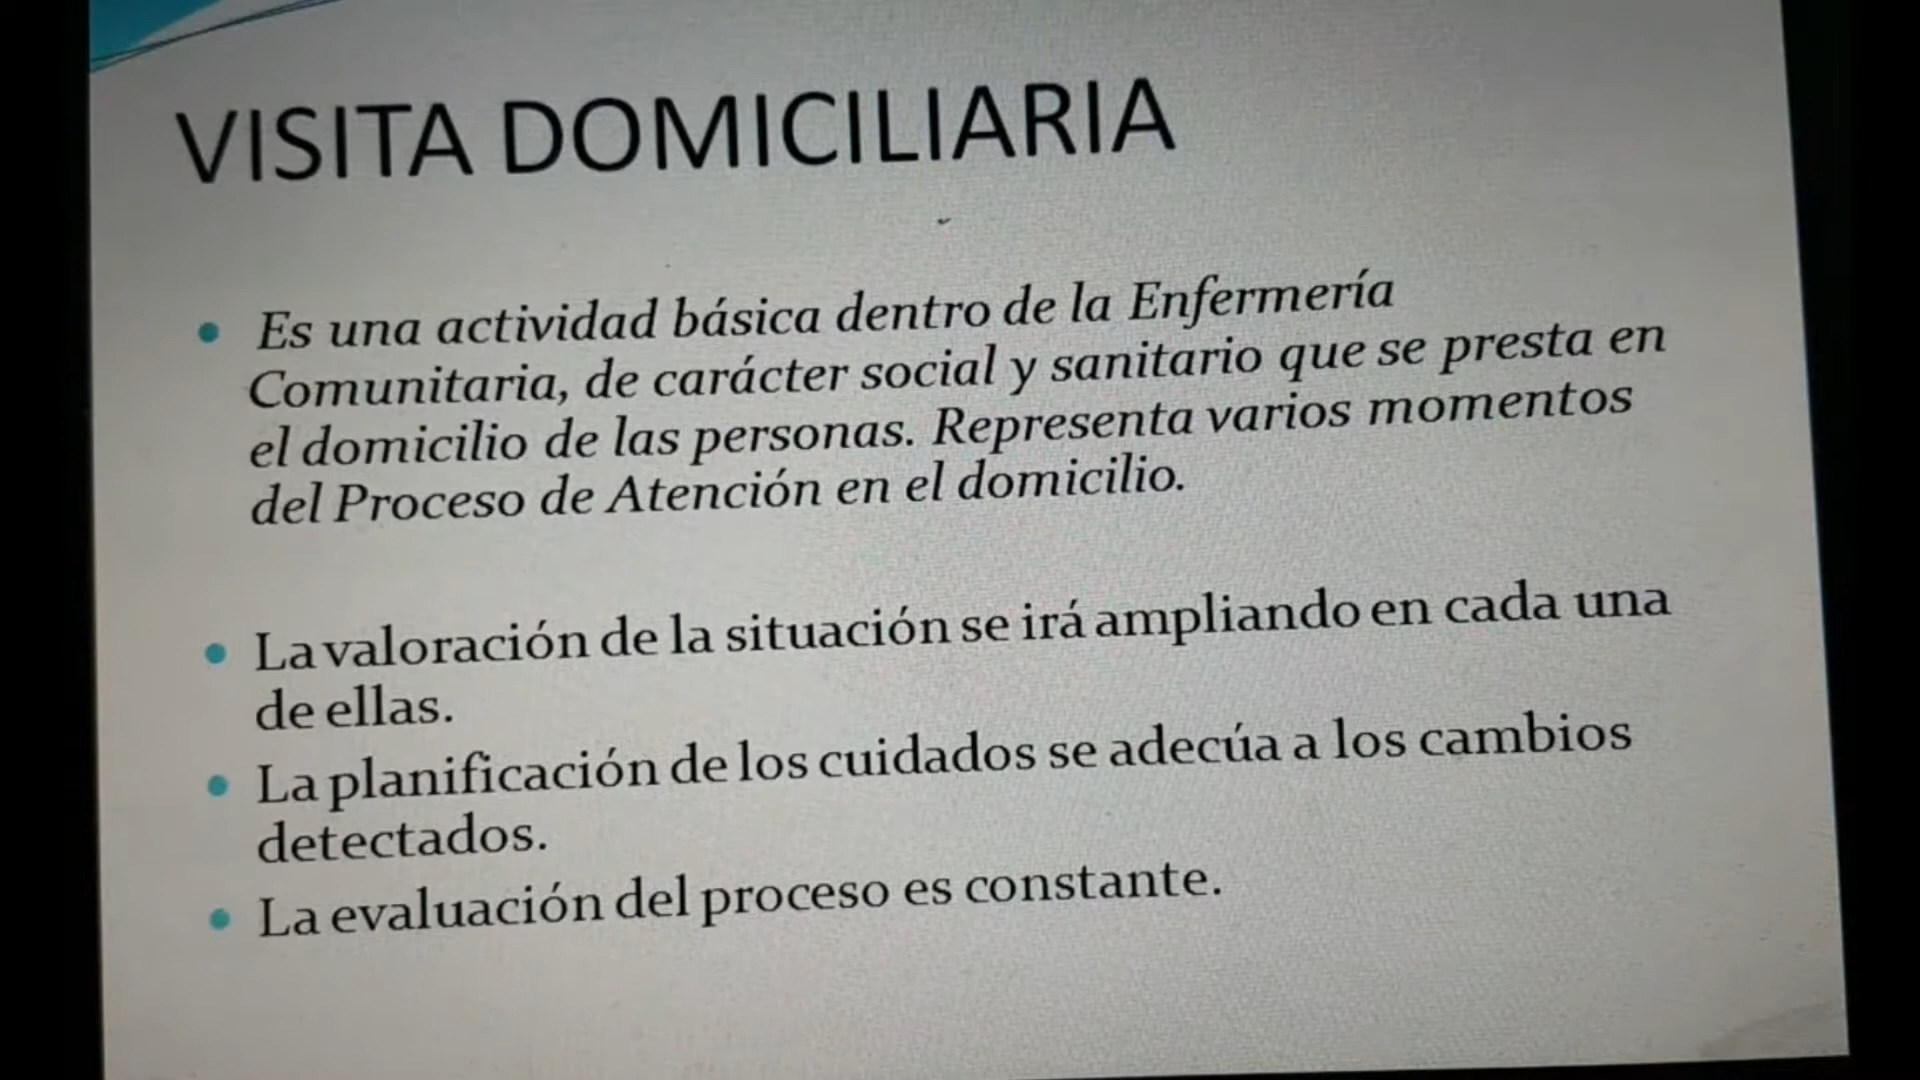 VISITA DOMICILIARIA
• Es una actividad básica dentro de la Enfermería
Comunitaria, de carácter social y sanitario que se presta en
el domicilio de las personas. Representa varios momentos
del Proceso de Atención en el domicilio.
• La valoración de la situación se irá ampliando en cada una
de ellas.
• La planificación de los cuidados se adecúa a los cambios
detectados.
• La evaluación del proceso es constante.